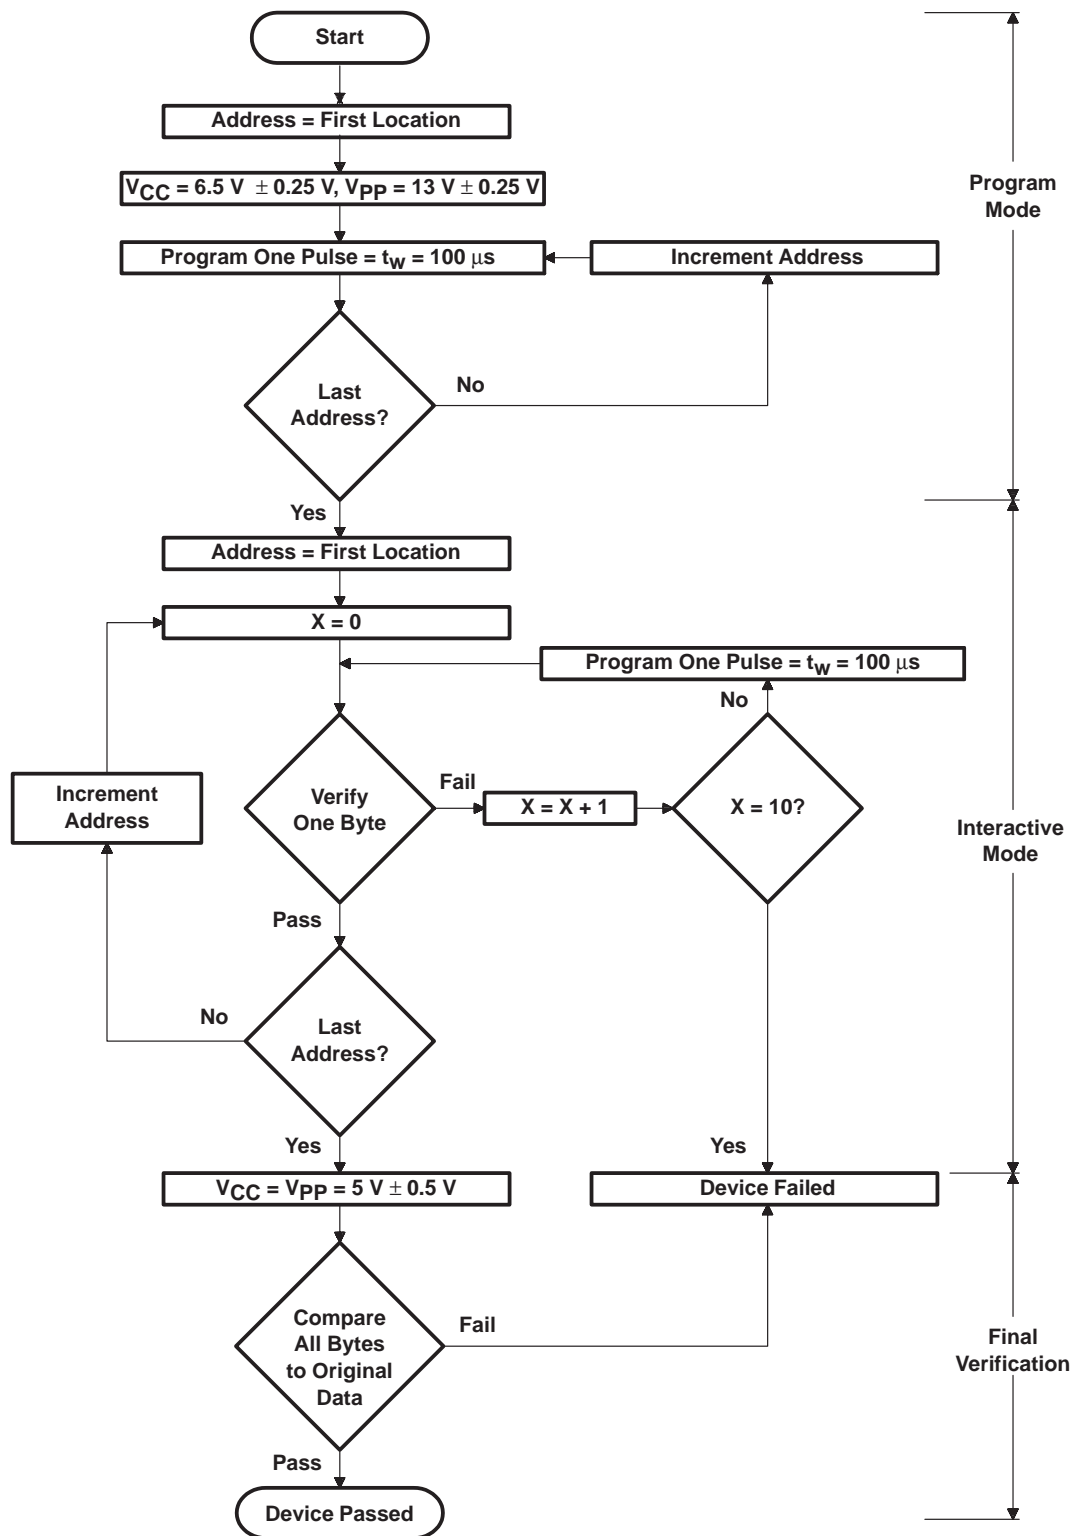 Start
Address = First Location
VCC = 6.5 V ± 0.25 V, VPP = 13 V ± 0.25 V
Program
Mode
Program One Pulse = tw = 100 μs
Increment Address
Last
Address?
No
Yes
Address = First Location
X = 0
Program One Pulse = tw = 100 μs
No
Increment
Address
Verify
One Byte
Fail
X = X + 1
X = 10?
Interactive
Mode
Pass
No
Last
Address?
Yes
Yes
VCC = VPP = 5 V ± 0.5 V
Device Failed
Compare
All Bytes
to Original
Data
Fail
Final
Verification
Pass
Device Passed